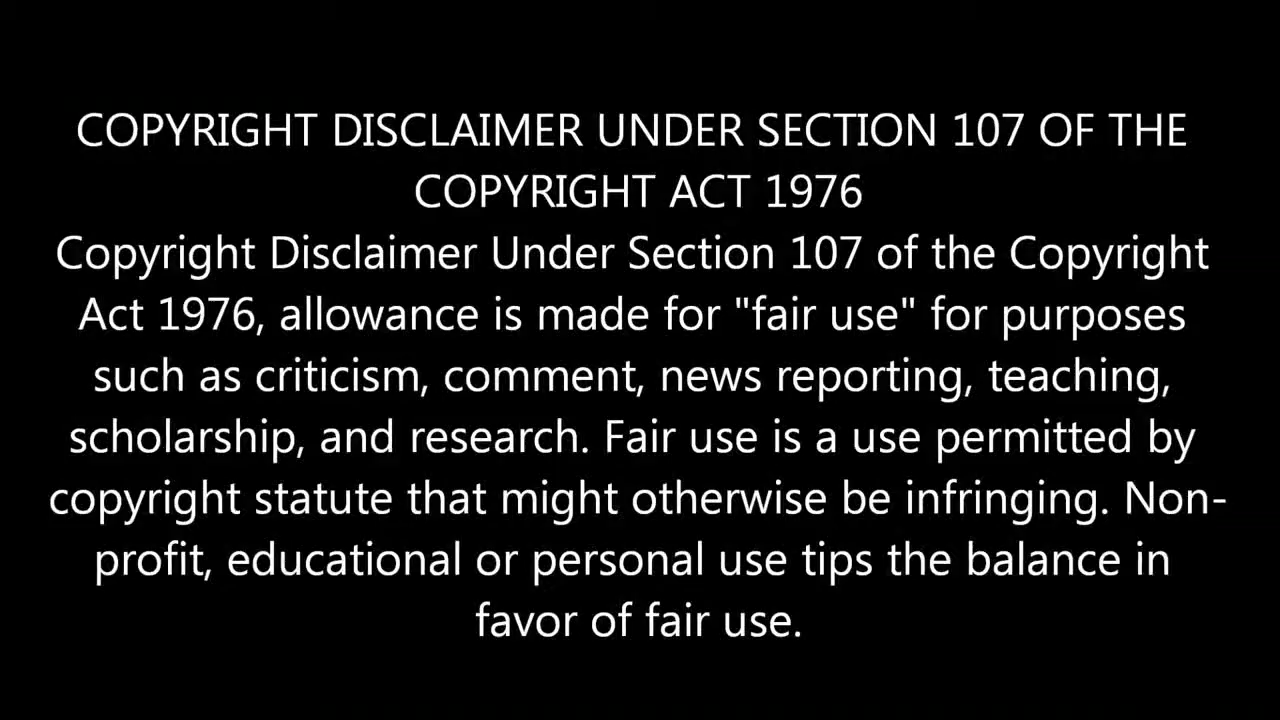 COPYRIGHT DISCLAIMER UNDER SECTION 107 OF THE
COPYRIGHT ACT 1976
Copyright Disclaimer Under Section 107 of the Copyright
Act 1976, allowance is made for "fair use" for purposes
such as criticism, comment, news reporting, teaching,
scholarship, and research. Fair use is a use permitted by
copyright statute that might otherwise be infringing. Non-
profit, educational or personal use tips the balance in
favor of fair use.